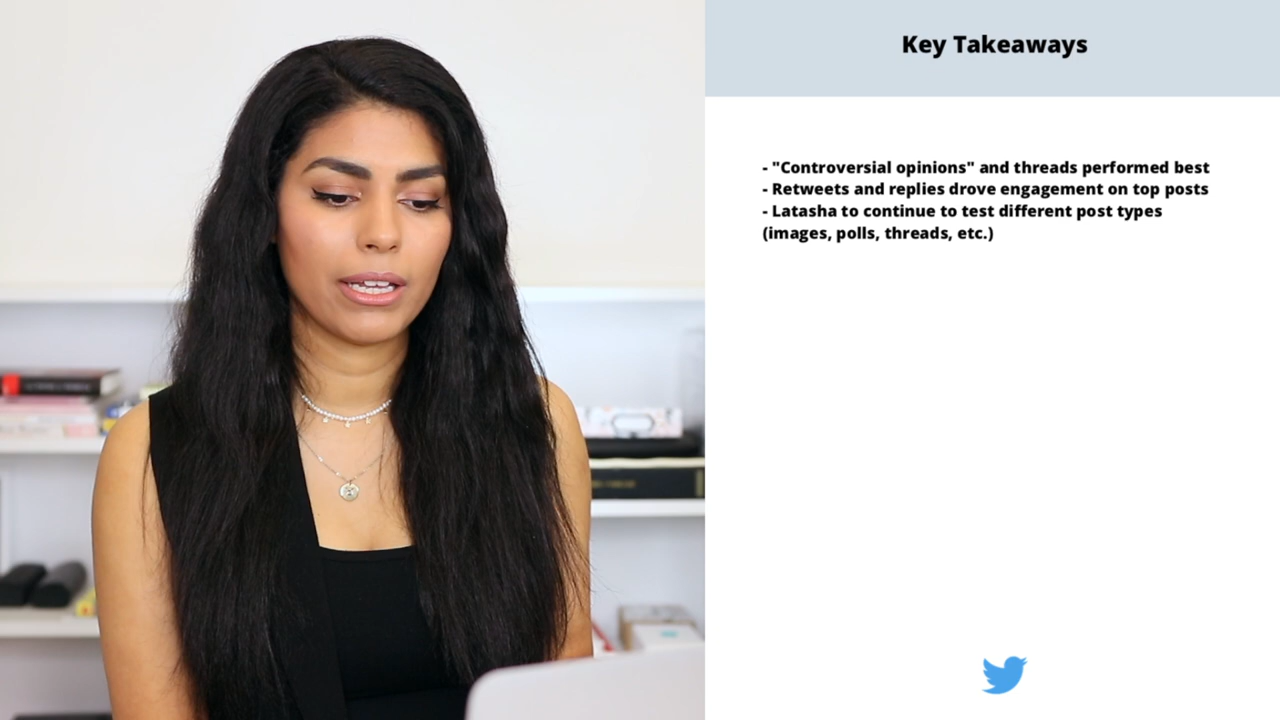 Key Takeaways
- "Controversial opinions" and threads performed best
- Retweets and replies drove engagement on top posts
- Latasha to continue to test different post types
(images, polls, threads, etc.)